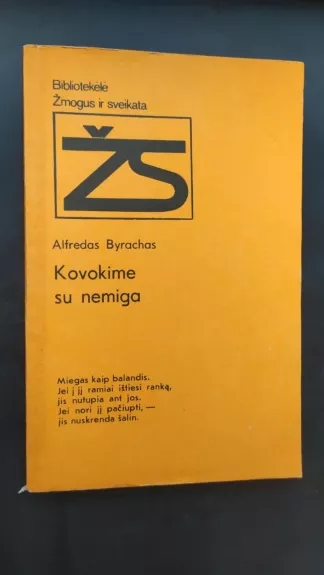 Bibliotekėlė
Žmogus ir sveikata
ŽS
Alfredas Byrachas
Kovokime
su nemiga
Miegas kaip balandis.
Jei į jį ramiai ištiesi ranką,
jis nutupia ant jos.
Jei nori jį pačiupti, —
jis nuskrenda šalin.